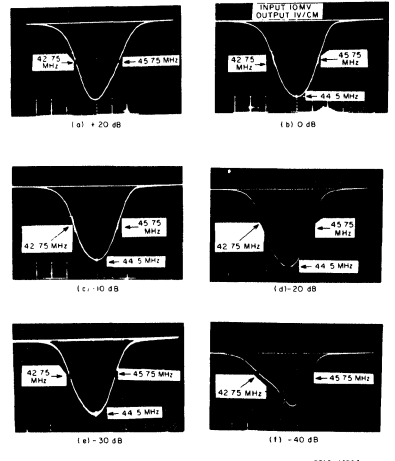 42 75
MHz
45 75 MHz
(a) + 20 dB
INPUT 10MV
OUTPUT 1V/CM
42.75
MHz
45.75
MHz
44 5 MHz
(b) 0 dB
42 75 MHz
45 75
MHz
44 5 MHz
(c) -10 dB
42 75 MHz
45 75
MHz
44 5 MHz
(d) -20 dB
42 75
MHz
45 75 MHz
44 5 MHz
(e) -30 dB
42 75 MHz
45 75 MHz
(f) -40 dB